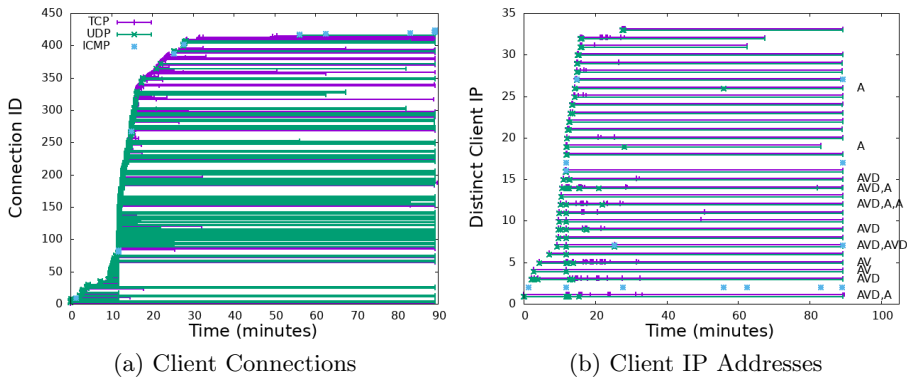 450
400
350
300
250
200
150
100
50
0
Connection ID
TCP
UDP
ICMP
0 10 20 30 40 50 60 70 80 90
Time (minutes)
(a) Client Connections
35
30
25
20
15
10
5
0
Distinct Client IP
A
A
AVD
AVD,A
AVD,A,A
AVD
AVD,AVD
AV
AV
AVD
AVD,A
0 20 40 60 80 100
Time (minutes)
(b) Client IP Addresses